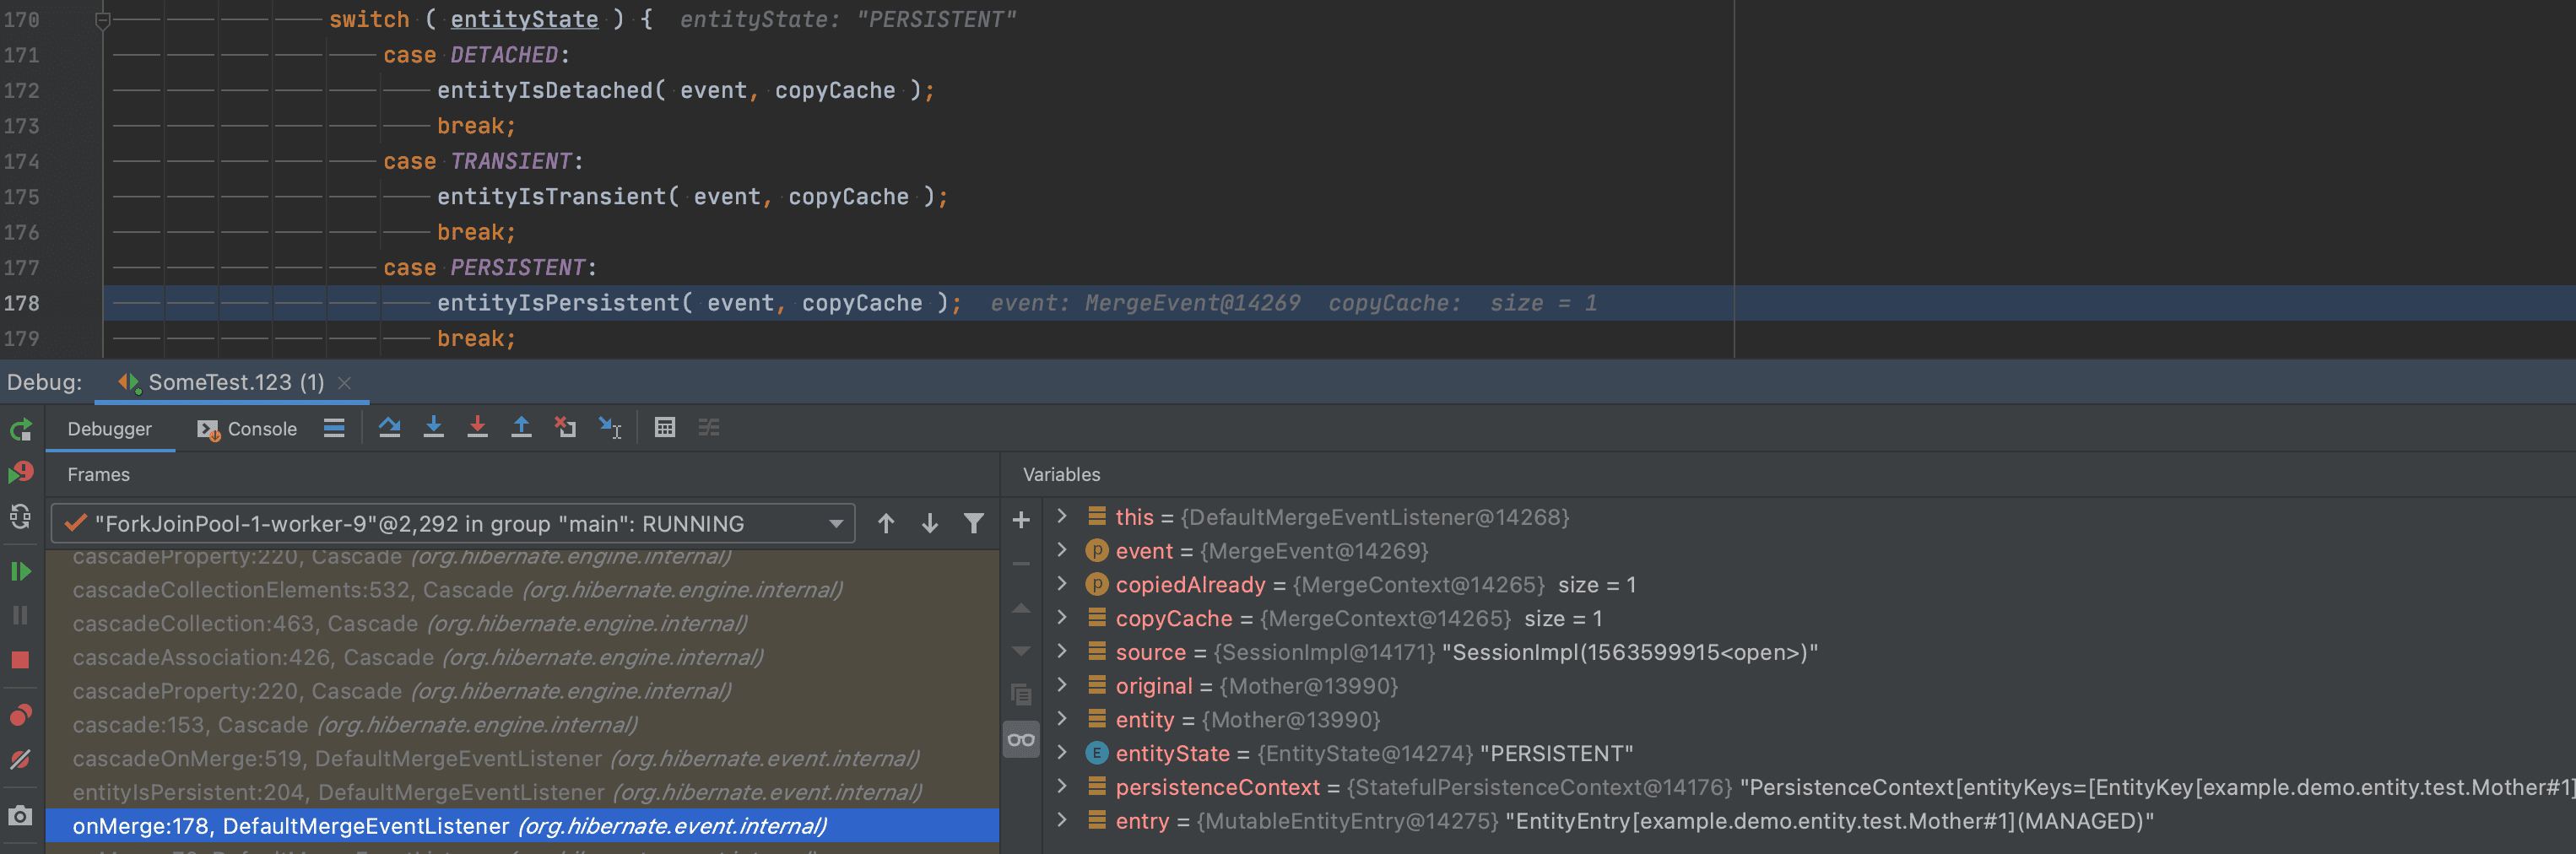 170 switch ( entityState ) { entityState: "PERSISTENT"
171 case DETACHED:
172 entityIsDetached( event, copyCache );
173 break;
174 case TRANSIENT:
175 entityIsTransient( event, copyCache );
176 break;
177 case PERSISTENT:
178 entityIsPersistent( event, copyCache ); event: MergeEvent@14269 copyCache: size = 1
179 break;
Debug: SomeTest.123 (1)
Debugger Console
Frames
"ForkJoinPool-1-worker-9"@2,292 in group "main": RUNNING
cascadeProperty:220, Cascade (org.hibernate.engine.internal)
cascadeCollectionElements:532, Cascade (org.hibernate.engine.internal)
cascadeCollection:463, Cascade (org.hibernate.engine.internal)
cascadeAssociation:426, Cascade (org.hibernate.engine.internal)
cascadeProperty:220, Cascade (org.hibernate.engine.internal)
cascade:153, Cascade (org.hibernate.engine.internal)
cascadeOnMerge:519, DefaultMergeEventListener (org.hibernate.event.internal)
entityIsPersistent:204, DefaultMergeEventListener (org.hibernate.event.internal)
onMerge:178, DefaultMergeEventListener (org.hibernate.event.internal)
Variables
this = {DefaultMergeEventListener@14268}
event = {MergeEvent@14269}
copiedAlready = {MergeContext@14265} size = 1
copyCache = {MergeContext@14265} size = 1
source = {SessionImpl@14171} "SessionImpl(1563599915<open>)"
original = {Mother@13990}
entity = {Mother@13990}
entityState = {EntityState@14274} "PERSISTENT"
persistenceContext = {StatefulPersistenceContext@14176} "PersistenceContext[entityKeys=[EntityKey[example.demo.entity.test.Mother#1]
entry = {MutableEntityEntry@14275} "EntityEntry[example.demo.entity.test.Mother#1](MANAGED)"